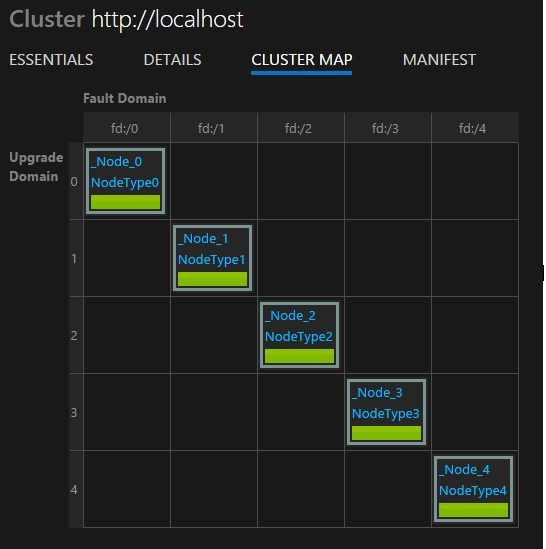 Cluster http://localhost
ESSENTIALS DETAILS CLUSTER MAP MANIFEST
Fault Domain
fd:/0 fd:/1 fd:/2 fd:/3 fd:/4
Upgrade
Domain
0
_Node_0
NodeType0
1
_Node_1
NodeType1
2
_Node_2
NodeType2
3
_Node_3
NodeType3
4
_Node_4
NodeType4